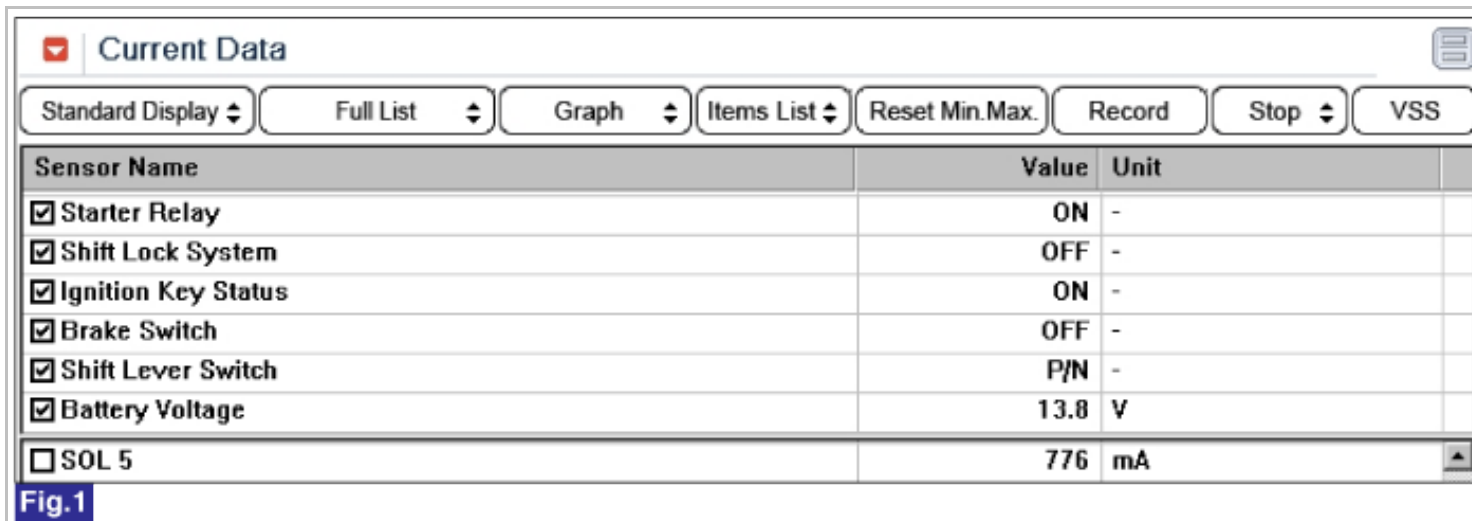 Current Data
Standard Display Full List Graph Items List Reset Min.Max. Record Stop VSS
Sensor Name Value Unit
Starter Relay ON -
Shift Lock System OFF -
Ignition Key Status ON -
Brake Switch OFF -
Shift Lever Switch P/N -
Battery Voltage 13.8 V
SOL 5 776 mA
Fig.1